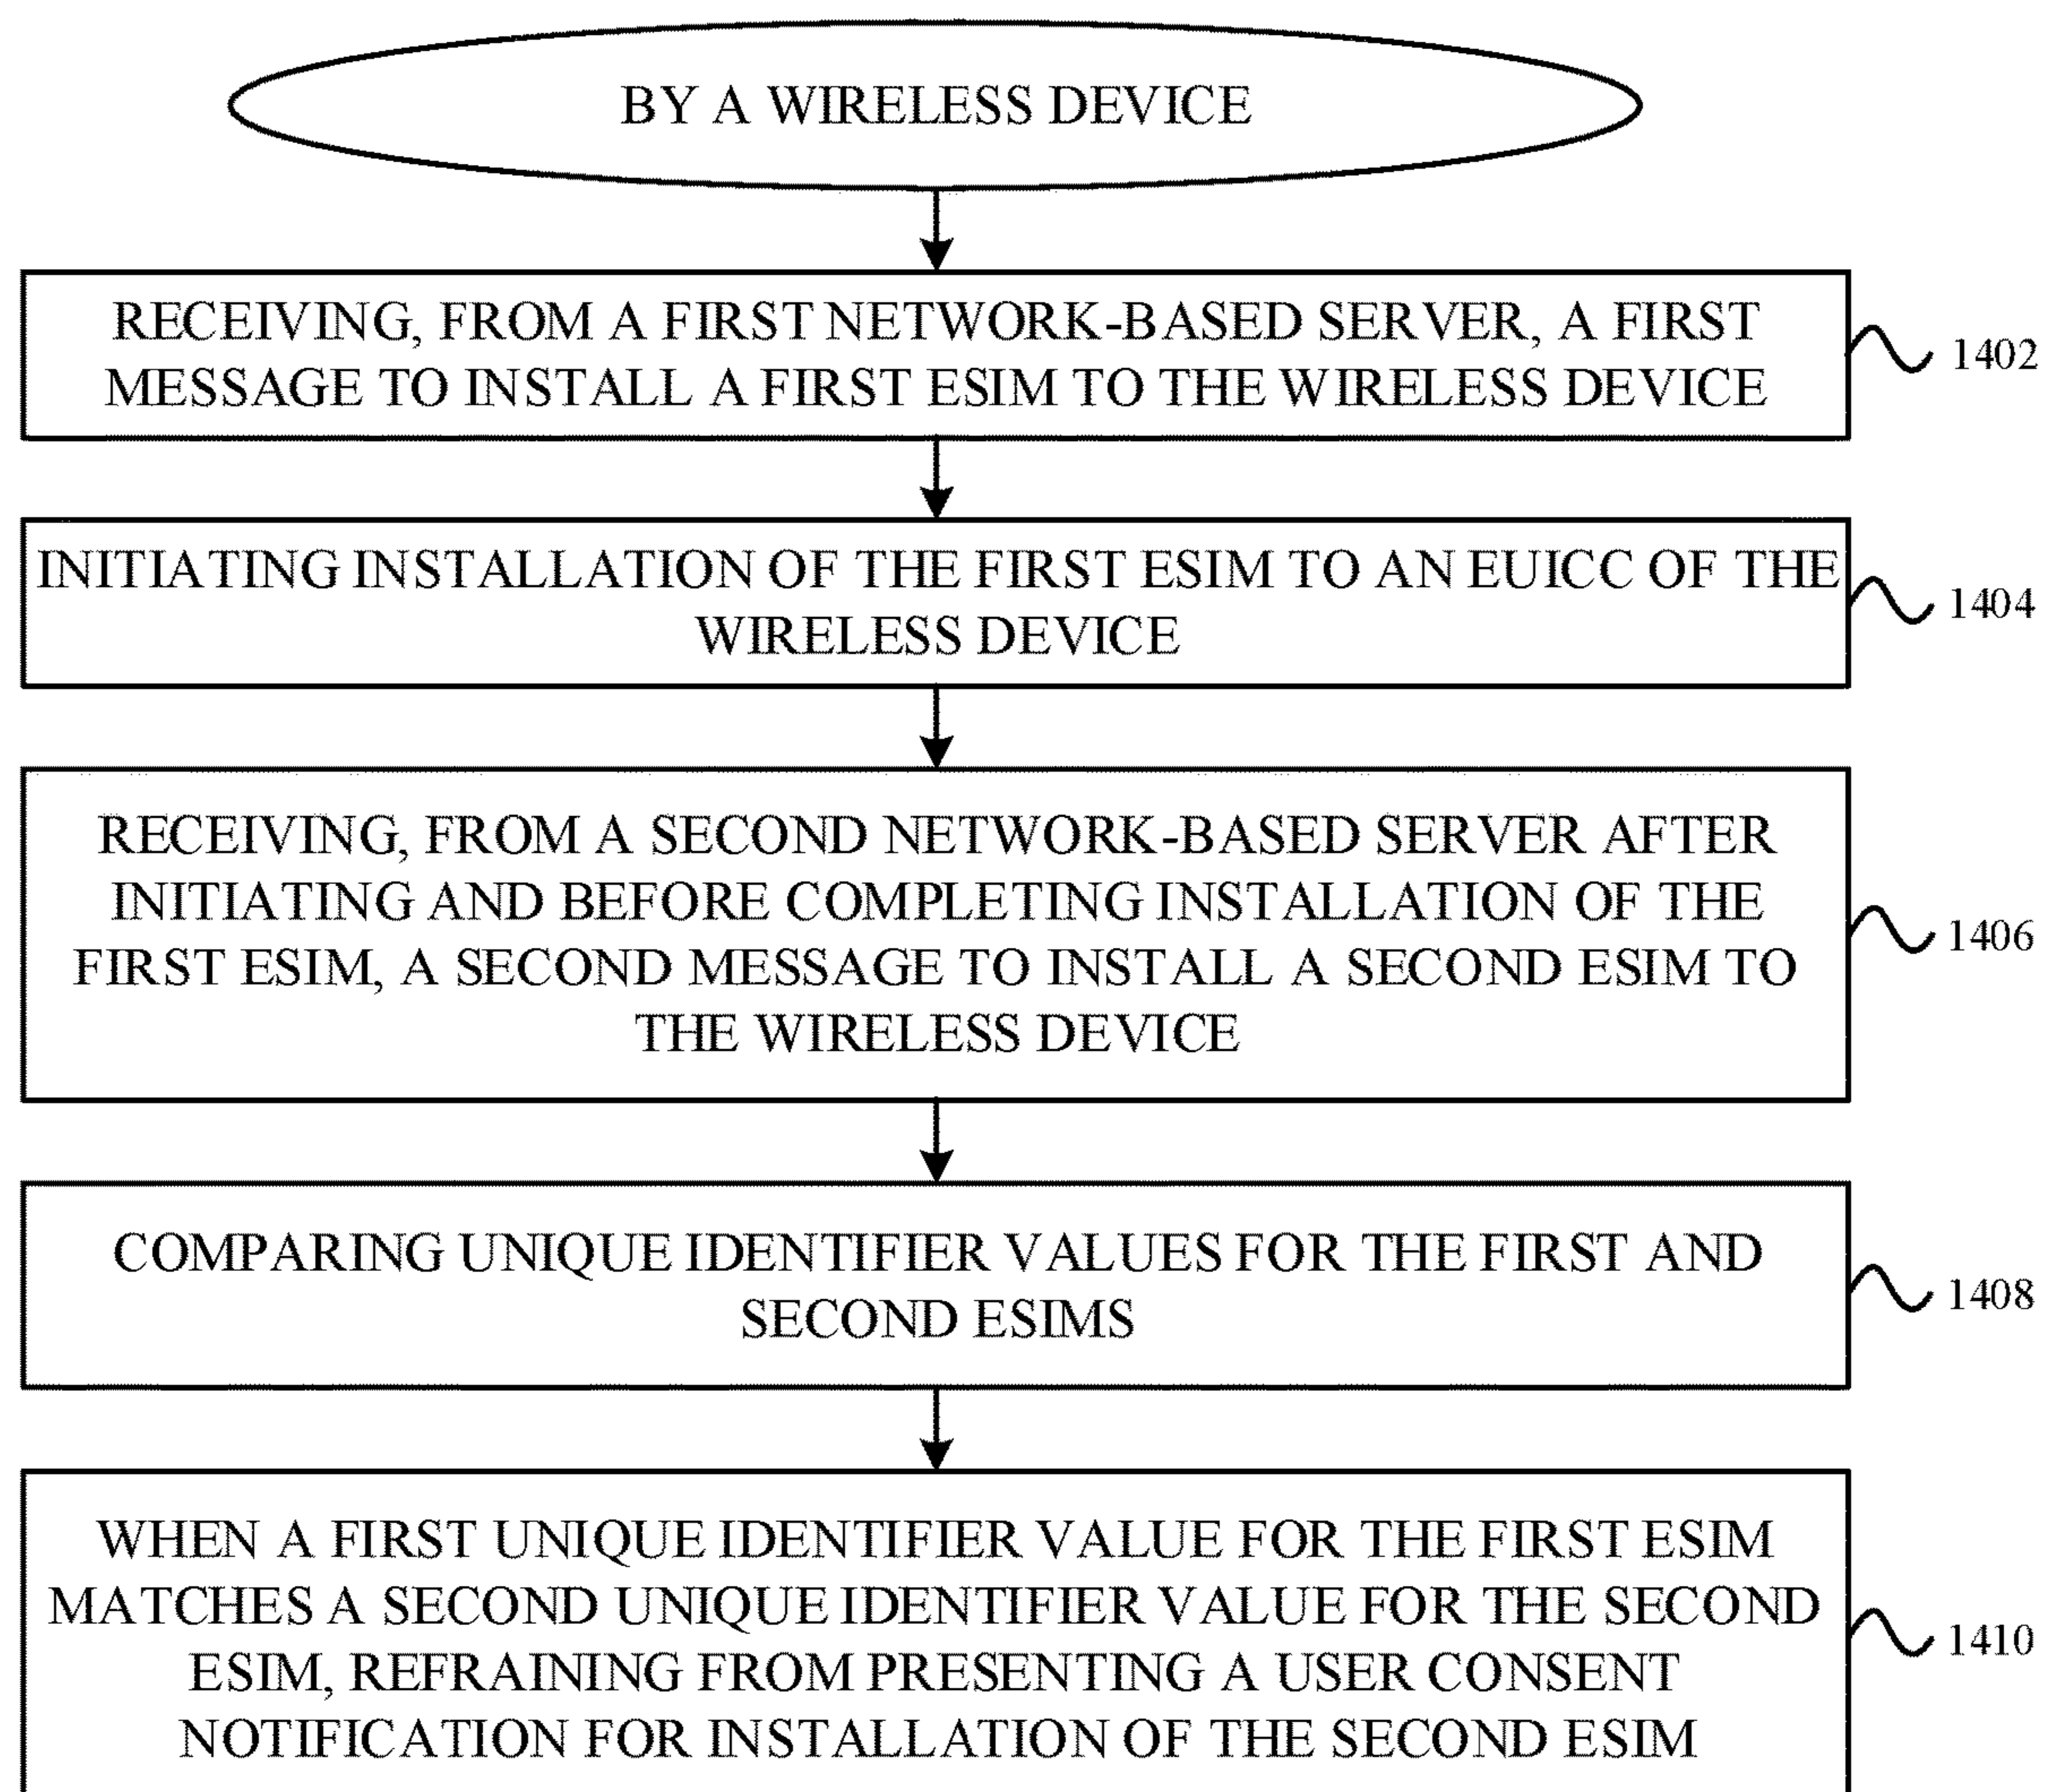 BY A WIRELESS DEVICE
RECEIVING, FROM A FIRST NETWORK-BASED SERVER, A FIRST
MESSAGE TO INSTALL A FIRST ESIM TO THE WIRELESS DEVICE
1402
INITIATING INSTALLATION OF THE FIRST ESIM TO AN EUICC OF THE
WIRELESS DEVICE
1404
RECEIVING, FROM A SECOND NETWORK-BASED SERVER AFTER
INITIATING AND BEFORE COMPLETING INSTALLATION OF THE
FIRST ESIM, A SECOND MESSAGE TO INSTALL A SECOND ESIM TO
THE WIRELESS DEVICE
1406
COMPARING UNIQUE IDENTIFIER VALUES FOR THE FIRST AND
SECOND ESIMS
1408
WHEN A FIRST UNIQUE IDENTIFIER VALUE FOR THE FIRST ESIM
MATCHES A SECOND UNIQUE IDENTIFIER VALUE FOR THE SECOND
ESIM, REFRAINING FROM PRESENTING A USER CONSENT
NOTIFICATION FOR INSTALLATION OF THE SECOND ESIM
1410